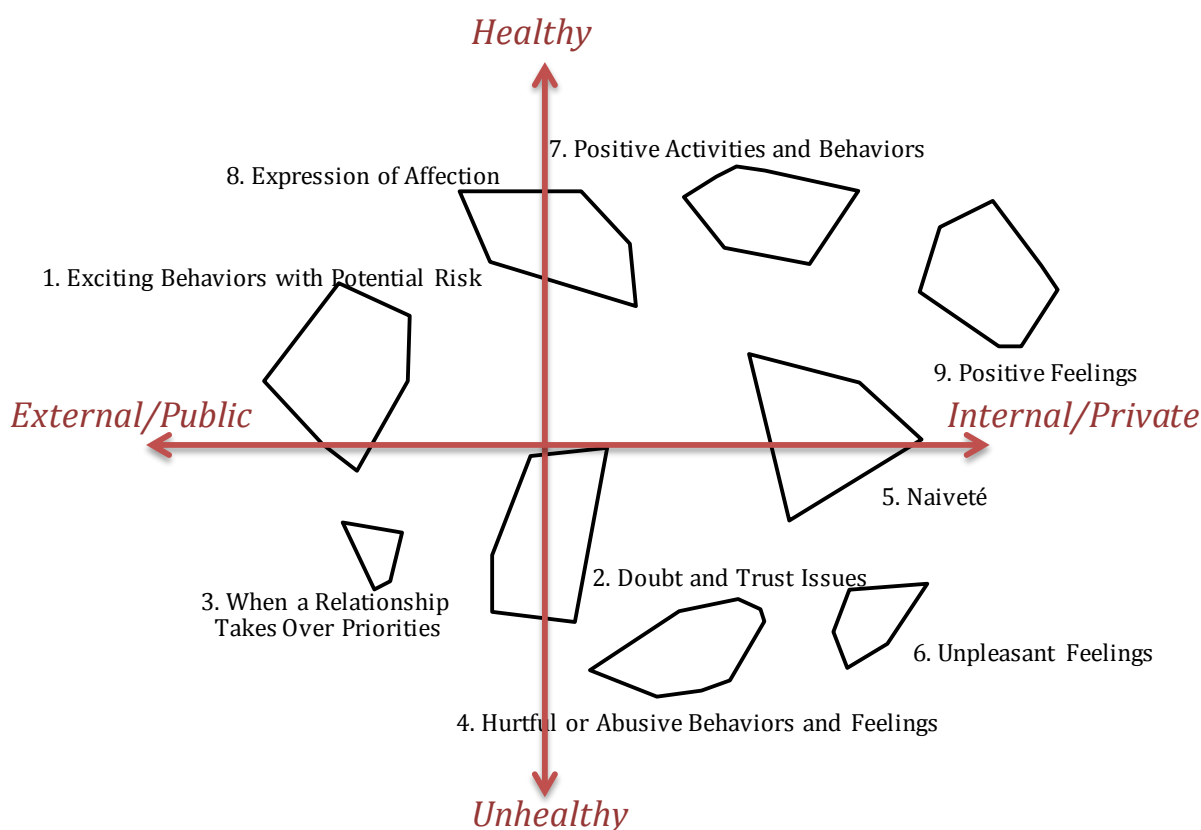 Healthy
7. Positive Activities and Behaviors
8. Expression of Affection
1. Exciting Behaviors with Potential Risk
9. Positive Feelings
External/Public
Internal/Private
5. Naiveté
2. Doubt and Trust Issues
3. When a Relationship
Takes Over Priorities
6. Unpleasant Feelings
4. Hurtful or Abusive Behaviors and Feelings
Unhealthy